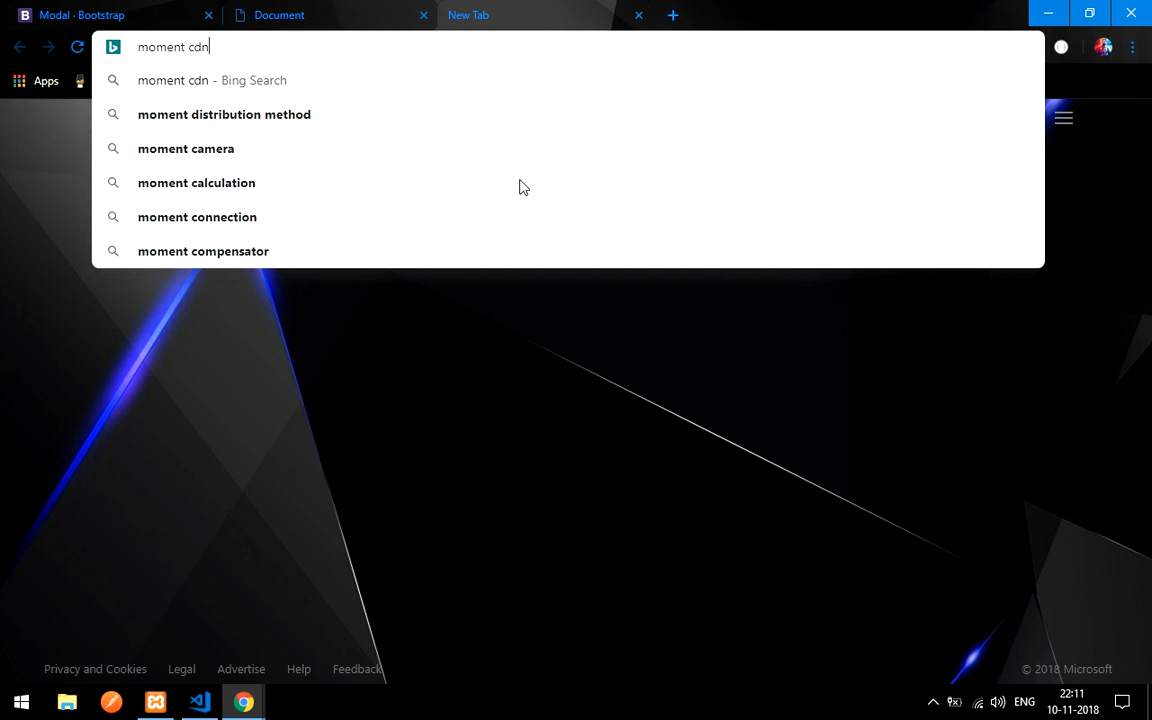 B Modal · Bootstrap
Document
New Tab
moment cdn
Apps
moment cdn - Bing Search
moment distribution method
moment camera
moment calculation
moment connection
moment compensator
Privacy and Cookies Legal Advertise Help Feedback
© 2018 Microsoft
ENG
22:11
10-11-2018